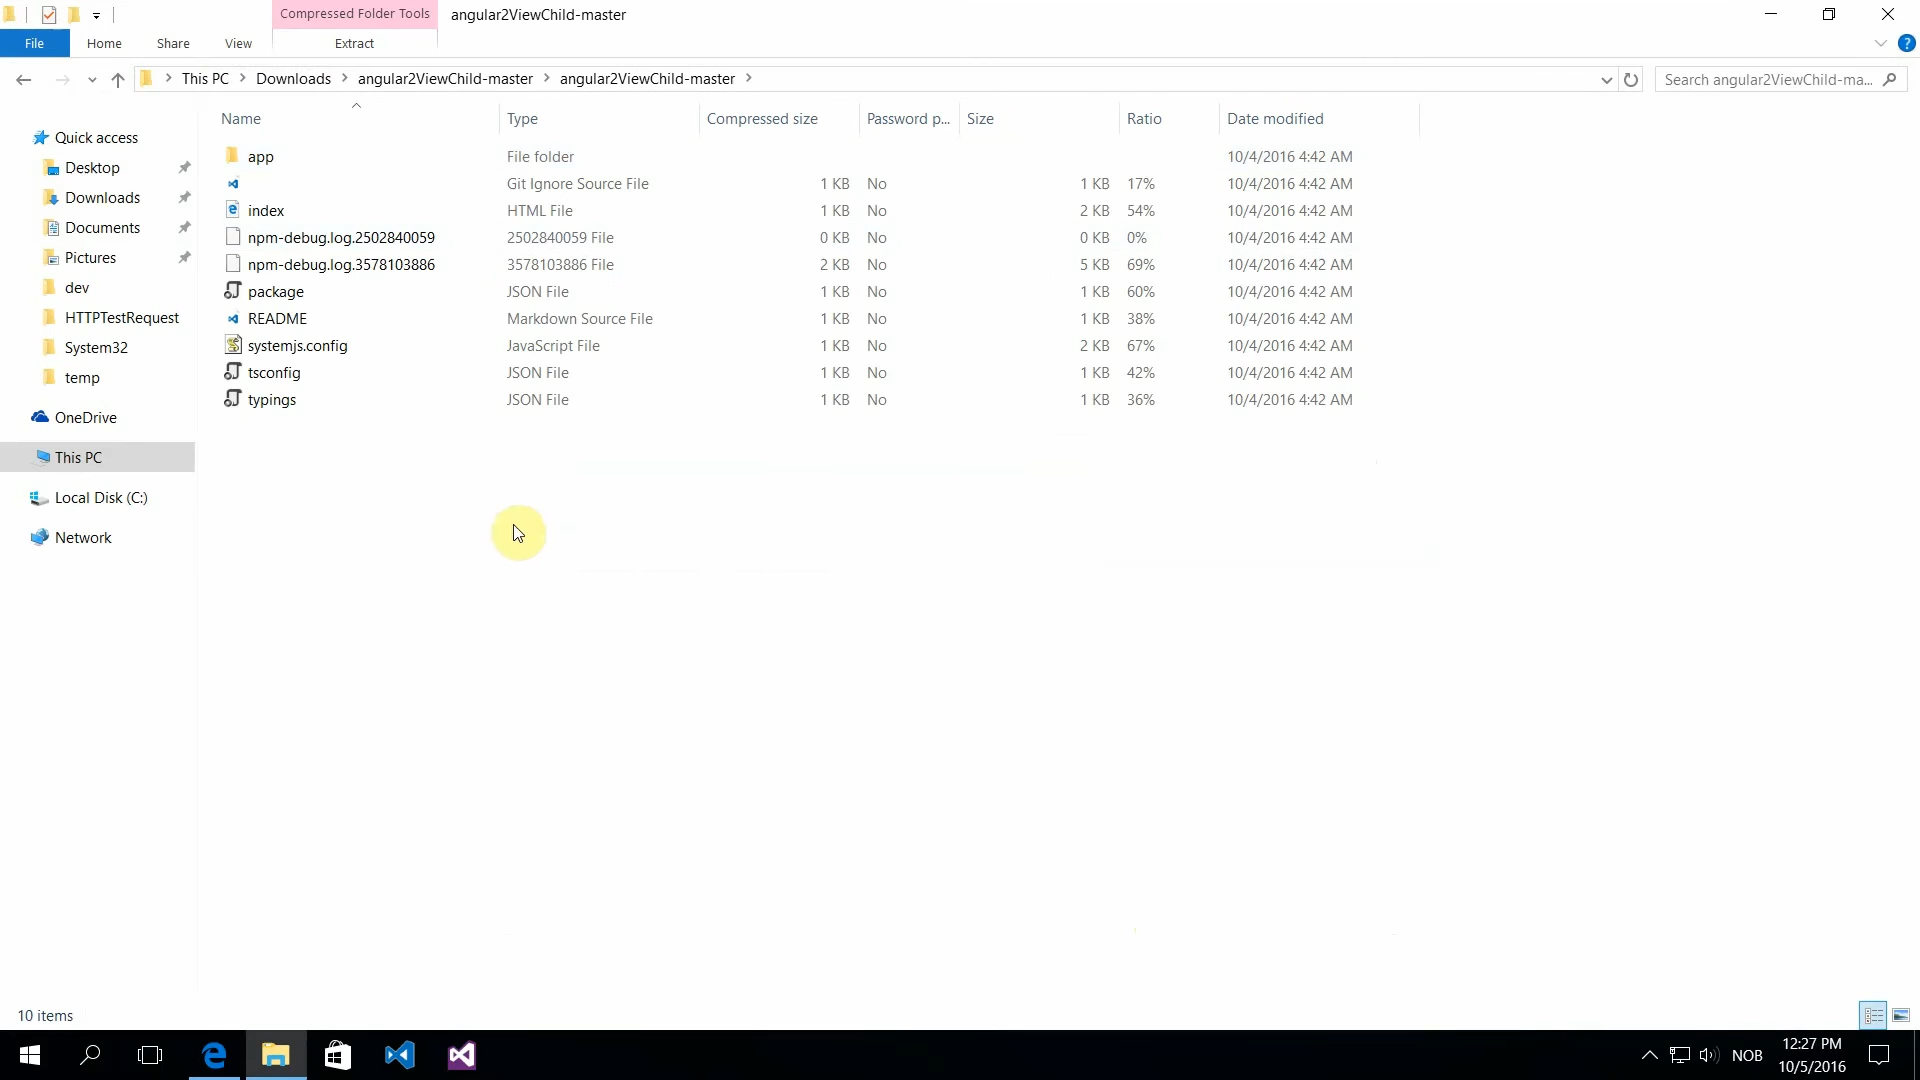 Compressed Folder Tools angular2ViewChild-master
File Home Share View Extract
This PC Downloads angular2ViewChild-master angular2ViewChild-master Search angular2ViewChild-ma...
Name Type Compressed size Password p... Size Ratio Date modified
Quick access
Desktop
Downloads
Documents
Pictures
dev
HTTPTestRequest
System32
temp
OneDrive
This PC
Local Disk (C:)
Network
app File folder 10/4/2016 4:42 AM
Git Ignore Source File 1 KB No 1 KB 17% 10/4/2016 4:42 AM
index HTML File 1 KB No 2 KB 54% 10/4/2016 4:42 AM
npm-debug.log.2502840059 2502840059 File 0 KB No 0 KB 0% 10/4/2016 4:42 AM
npm-debug.log.3578103886 3578103886 File 2 KB No 5 KB 69% 10/4/2016 4:42 AM
package JSON File 1 KB No 1 KB 60% 10/4/2016 4:42 AM
README Markdown Source File 1 KB No 1 KB 38% 10/4/2016 4:42 AM
systemjs.config JavaScript File 1 KB No 2 KB 67% 10/4/2016 4:42 AM
tsconfig JSON File 1 KB No 1 KB 42% 10/4/2016 4:42 AM
typings JSON File 1 KB No 1 KB 36% 10/4/2016 4:42 AM
10 items
NOB 12:27 PM
10/5/2016